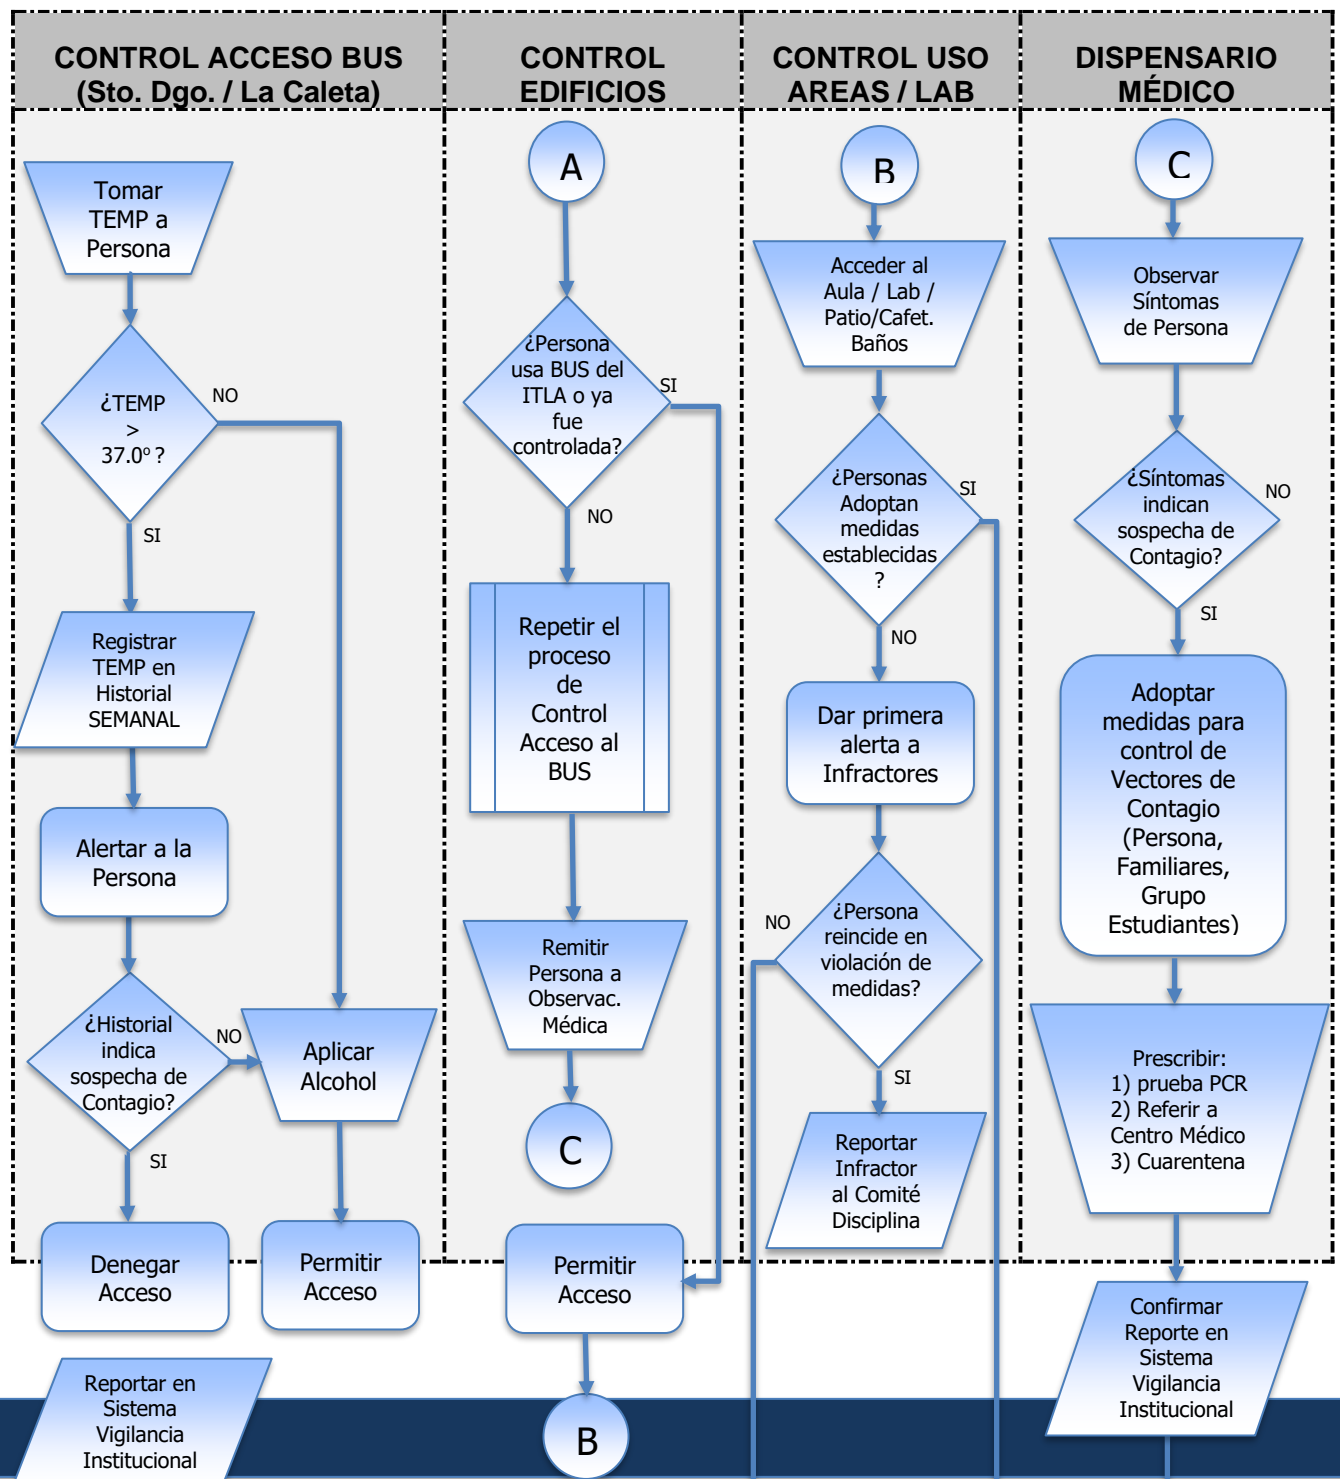 CONTROL ACCESO BUS
(Sto. Dgo. / La Caleta)
Tomar
TEMP a
Persona
¿TEMP
>
37.0º ?
NO
SI
Registrar
TEMP en
Historial
SEMANAL
Alertar a la
Persona
¿Historial
indica
sospecha de
Contagio?
NO
SI
Aplicar
Alcohol
Denegar
Acceso
Permitir
Acceso
Reportar en
Sistema
Vigilancia
Institucional
CONTROL
EDIFICIOS
A
¿Persona
usa BUS del
ITLA o ya
fue
controlada?
SI
NO
Repetir el
proceso
de
Control
Acceso al
BUS
Remitir
Persona a
Observac.
Médica
C
Permitir
Acceso
B
CONTROL USO
AREAS / LAB
B
Acceder al
Aula / Lab /
Patio/Cafet.
Baños
¿Personas
Adoptan
medidas
establecidas
?
SI
NO
Dar primera
alerta a
Infractores
¿Persona
reincide en
violación de
medidas?
NO
SI
Reportar
Infractor
al Comité
Disciplina
DISPENSARIO
MÉDICO
C
Observar
Síntomas
de Persona
¿Síntomas
indican
sospecha de
Contagio?
NO
SI
Adoptar
medidas para
control de
Vectores de
Contagio
(Persona,
Familiares,
Grupo
Estudiantes)
Prescribir:
1) prueba PCR
2) Referir a
Centro Médico
3) Cuarentena
Confirmar
Reporte en
Sistema
Vigilancia
Institucional